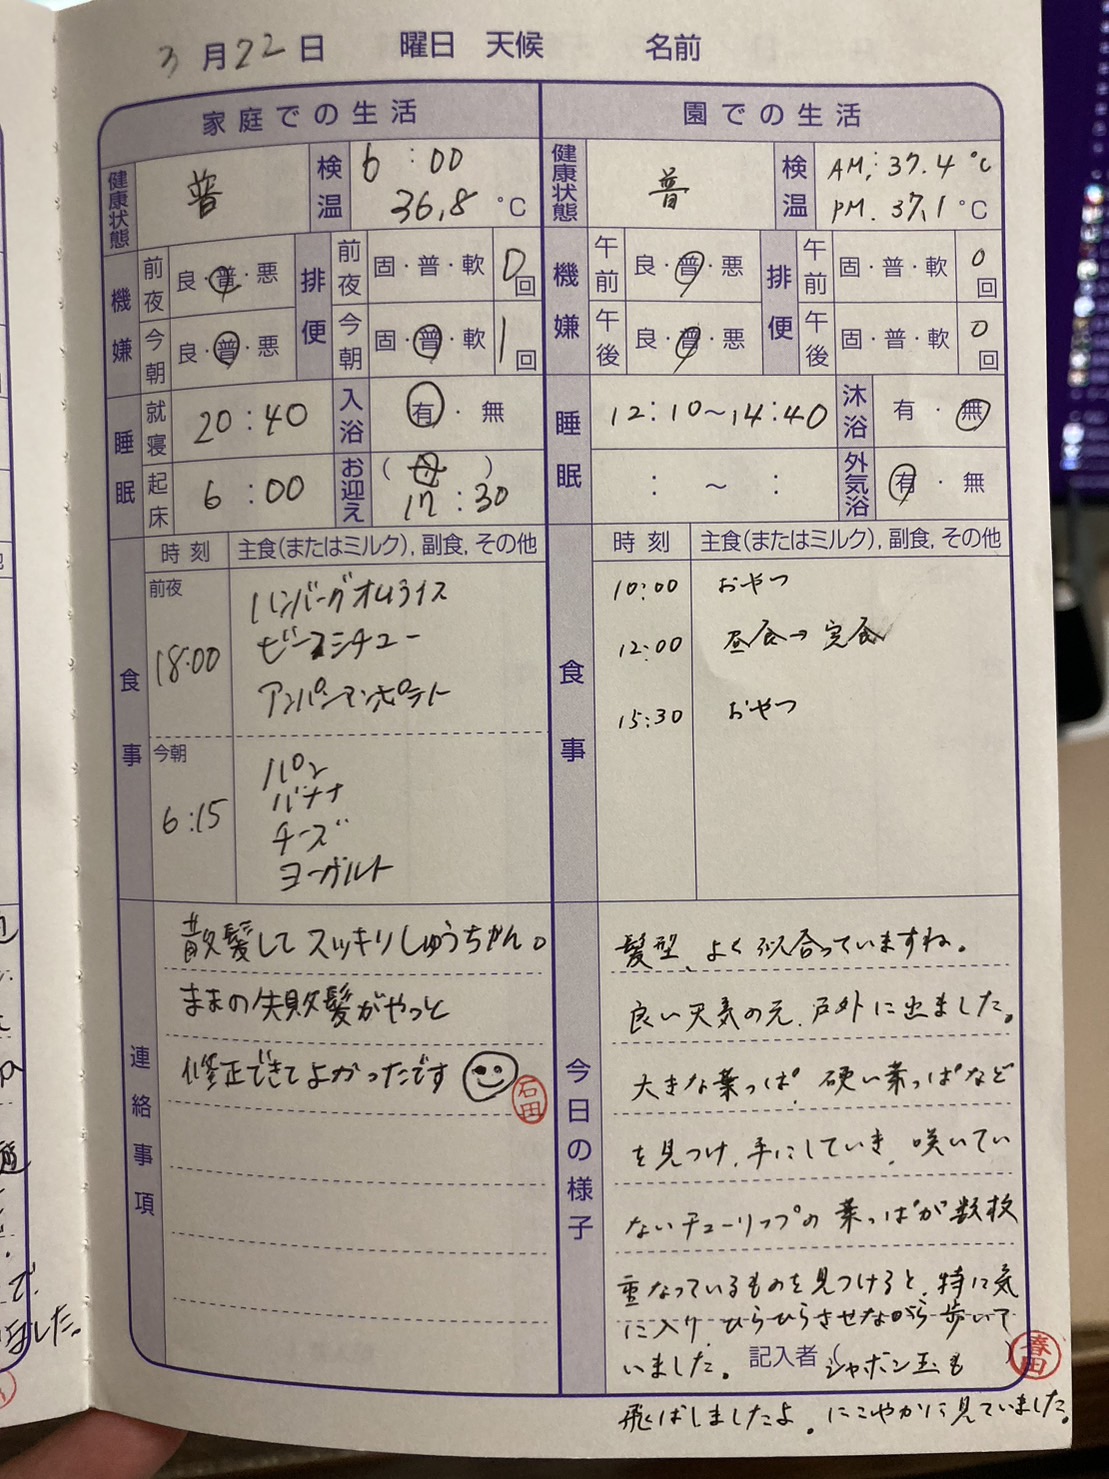 3月22日 曜日 天候 名前
家庭での生活
健康状態 普 検温 6:00
36.8 ℃
機嫌 前夜 良・普・悪 排便 前夜 固・普・軟 0回
今朝 良・普・悪 今朝 固・普・軟 1回
睡眠 就寝 20:40 入浴 有・無
起床 6:00 お迎え (母)
17:30
食事 時刻 主食(またはミルク),副食,その他
前夜
18:00
ハンバーグオムライス
ビーフシチュー
アンパンマンポテト
今朝
6:15
パン
バナナ
チーズ
ヨーグルト
連絡事項
散髪してスッキリしゅうちゃん。
ままの失敗髪がやっと
修正できてよかったです
石田
園での生活
健康状態 普 検温 AM: 37.4 ℃
PM. 37.1 ℃
機嫌 午前 良・普・悪 排便 午前 固・普・軟 0回
午後 良・普・悪 午後 固・普・軟 0回
睡眠 12:10〜14:40 沐浴 有・無
: 〜 : 外気浴 有・無
食事 時刻 主食(またはミルク),副食,その他
10:00 おやつ
12:00 昼食→完食
15:30 おやつ
今日の様子
髪型、よく似合っていますね。
良い天気の元、戸外に出ました。
大きな葉っぱ、硬い葉っぱなど
を見つけ、手にしていき、咲いてい
ないチューリップの葉っぱが数枚
重なっているものを見つけると、特に気
に入り、ひらひらさせながら歩いて
いました。 記入者( シャボン玉も ) 春田
飛ばしましたよ。にこやかに見ていました。
で、
ました。